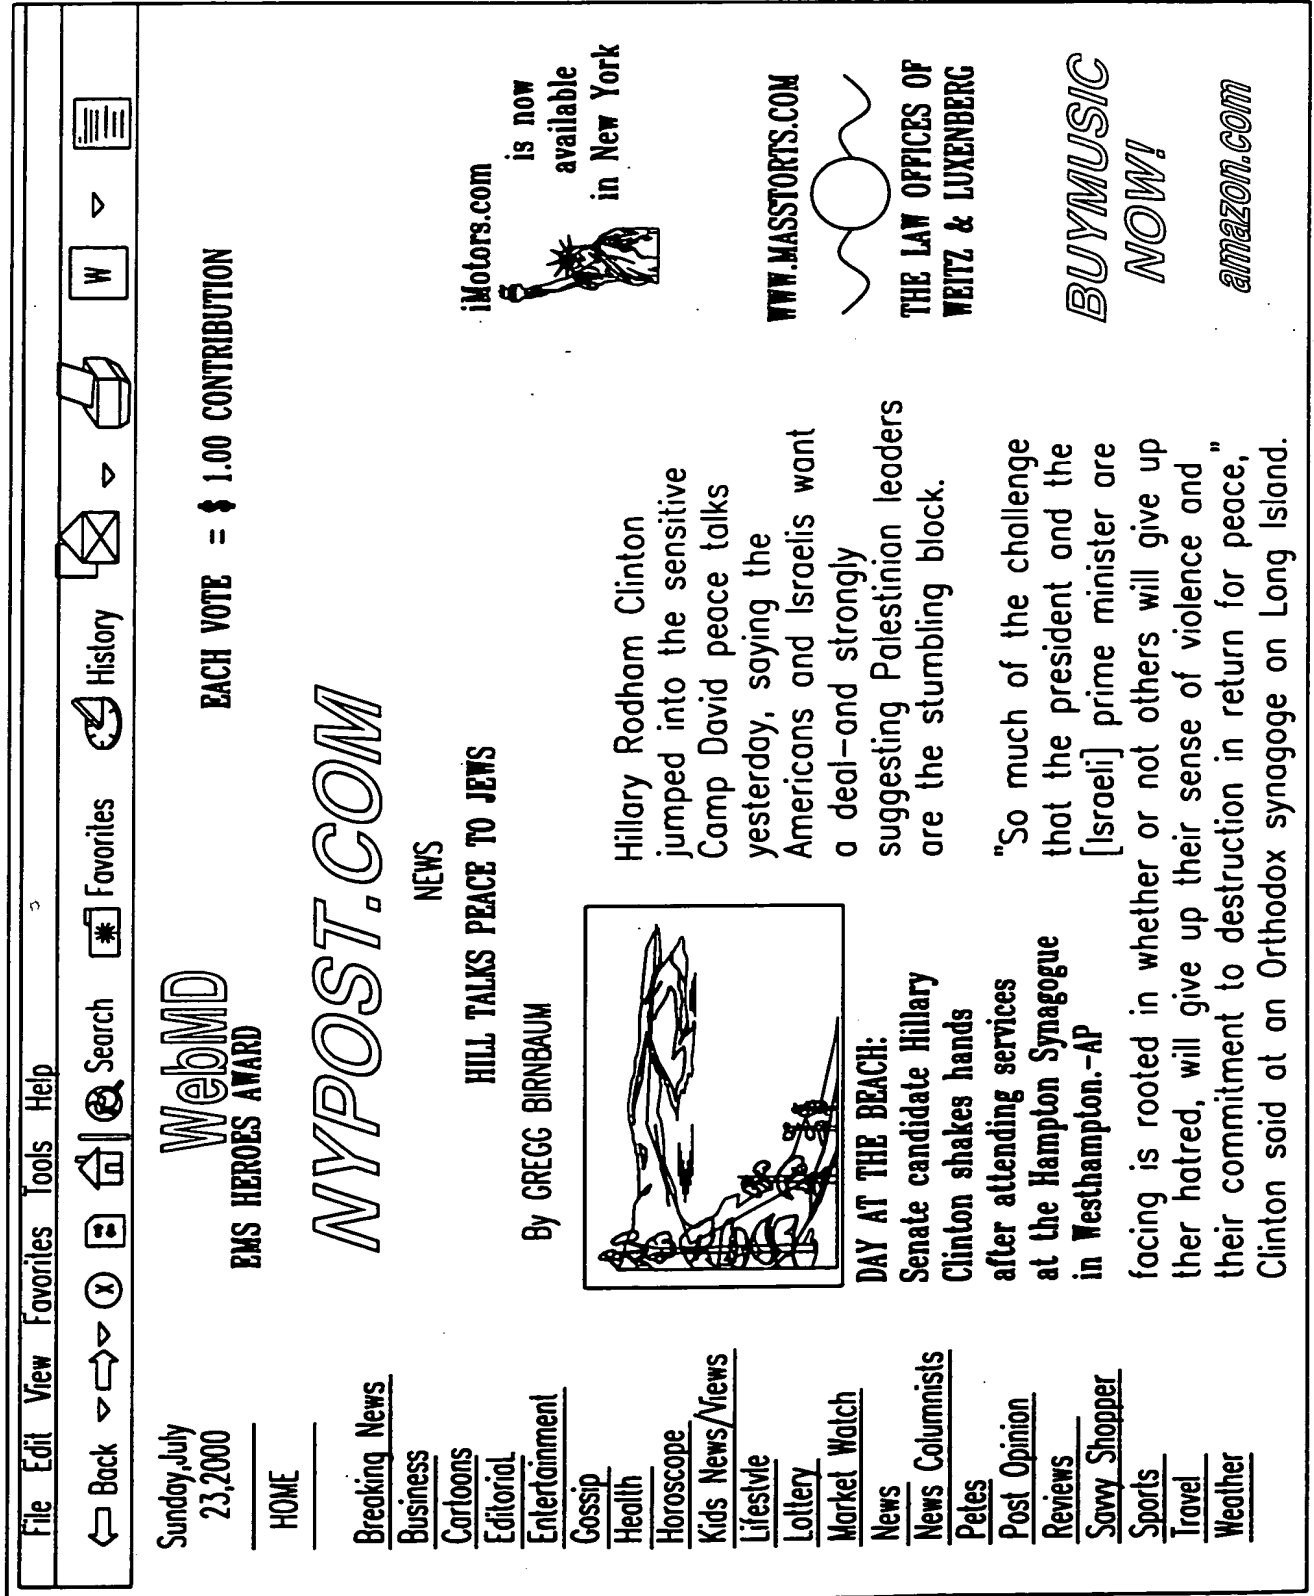 File Edit View Favorites Tools Help
Back Search Favorites History W
Sunday,July
23,2000
HOME
Breaking News
Business
Cartoons
Editorial
Entertainment
Gossip
Health
Horoscope
Kids News/Views
Lifestyle
Lottery
Market Watch
News
News Columnists
Petes
Post Opinion
Reviews
Savvy Shopper
Sports
Travel
Weather
WebMD
EMS HEROES AWARD
EACH VOTE = $ 1.00 CONTRIBUTION
NYPOST.COM
NEWS
HILL TALKS PEACE TO JEWS
By GREGG BIRNBAUM
DAY AT THE BEACH:
Senate candidate Hillary
Clinton shakes hands
after attending services
at the Hampton Synagogue
in Westhampton.-AP
Hillary Rodham Clinton
jumped into the sensitive
Camp David peace talks
yesterday, saying the
Americans and Israelis want
a deal-and strongly
suggesting Palestinian leaders
are the stumbling block.
"So much of the challenge
that the president and the
[Israeli] prime minister are
facing is rooted in whether or not others will give up
ther hatred, will give up their sense of violence and
their commitment to destruction in return for peace,"
Clinton said at an Orthodox synagogue on Long Island.
iMotors.com
is now
available
in New York
WWW.MASSTORTS.COM
THE LAW OFFICES OF
WEITZ & LUXENBERG
BUYMUSIC
NOW!
amazon.com